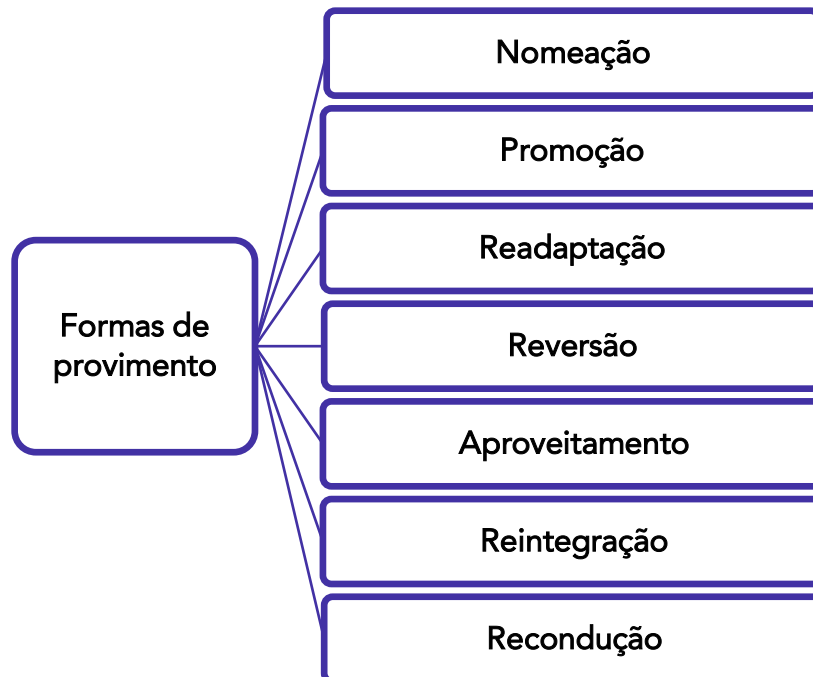 Formas de
provimento
Nomeação
Promoção
Readaptação
Reversão
Aproveitamento
Reintegração
Recondução